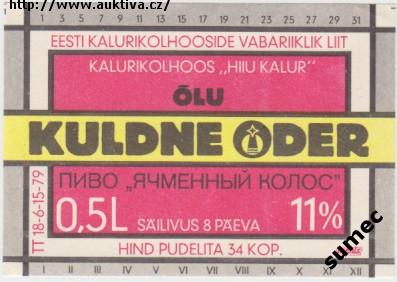 http://www.auktiva.cz/
1 3 5 7 9 11 13 15 17 19 21 23 25 27 29 31
EESTI KALURIKOLHOOSIDE VABARIIKLIK LIIT
KALURIKOLHOOS „HIIU KALUR"
ÕLU
KULDNE ODER
ПИВО „ЯЧМЕННЫЙ КОЛОС"
0,5L SÄILIVUS 8 PÄEVA 11%
HIND PUDELITA 34 KOP.
TT 18-6-15-79
I II III IV V VI VII VIII IX X XI XII
sumec